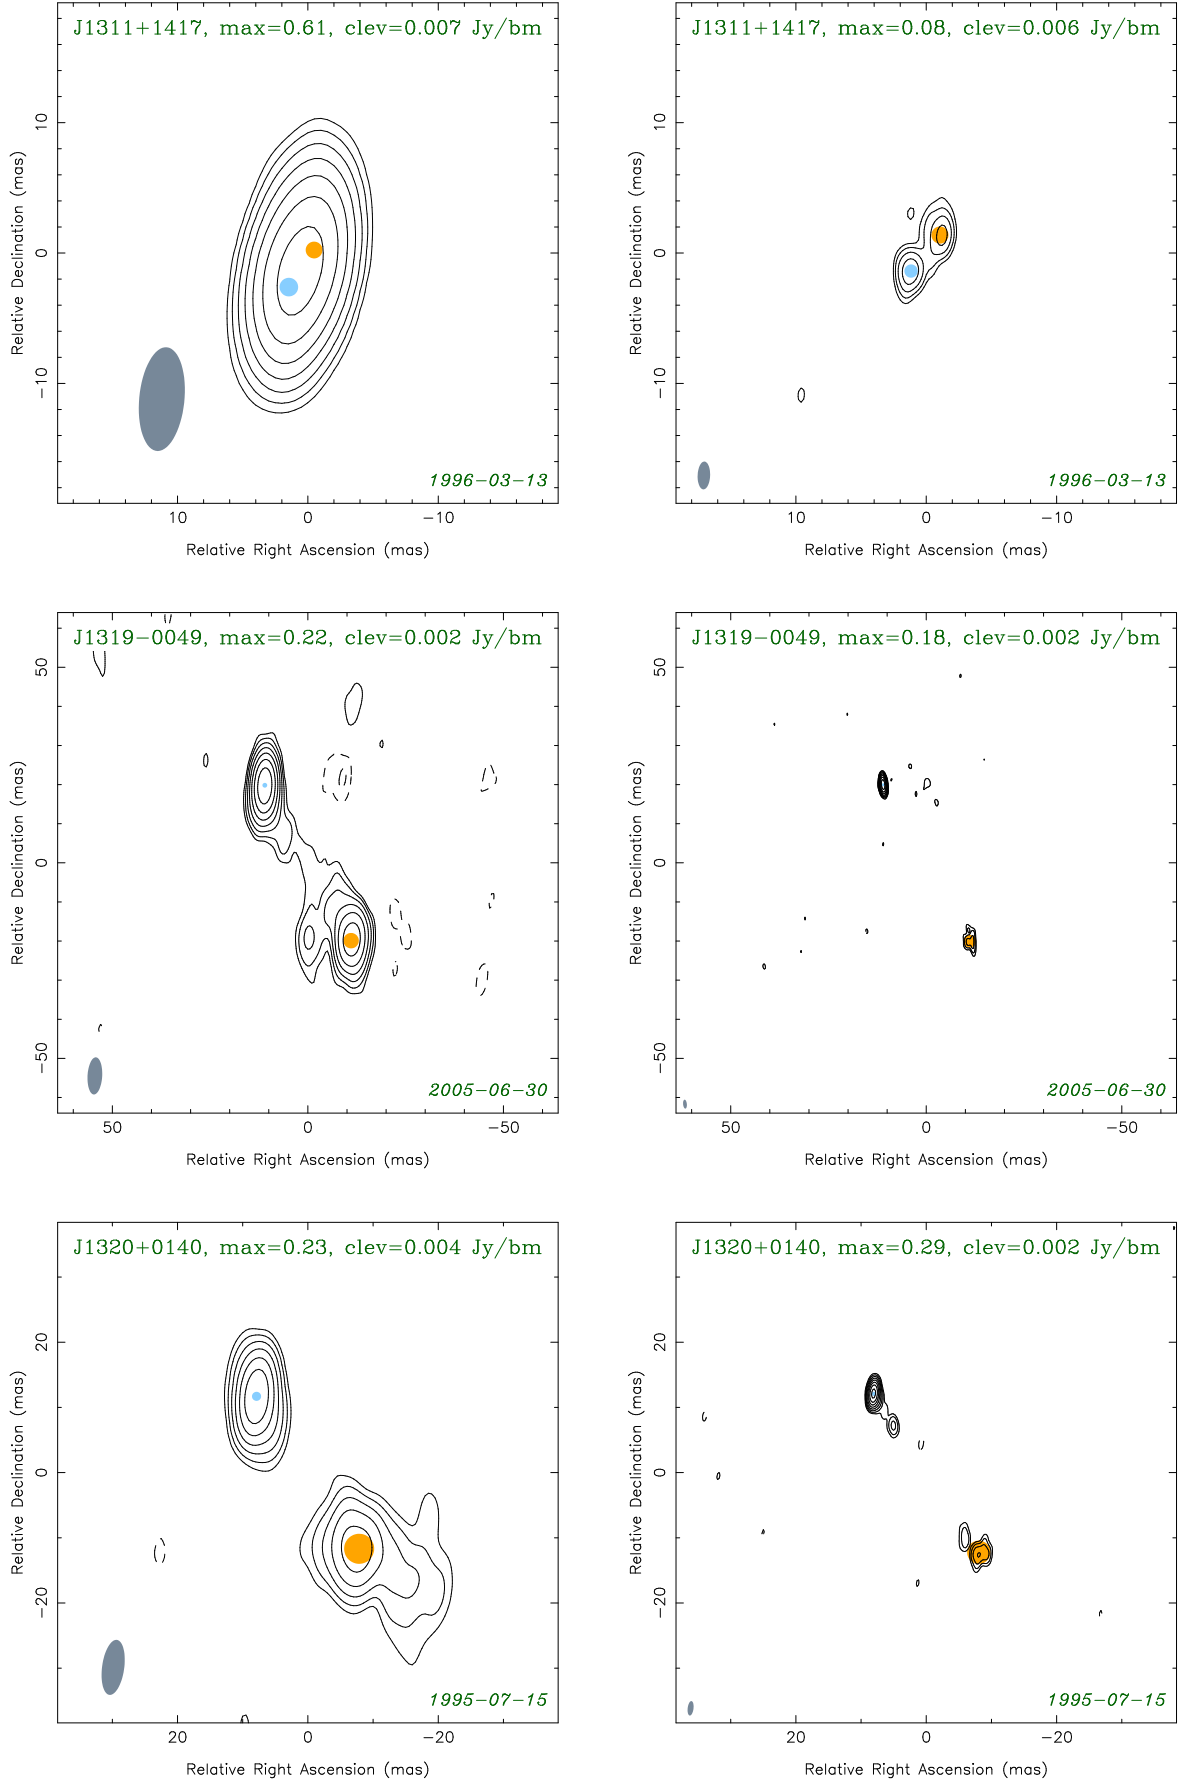 J1311+1417, max=0.61, clev=0.007 Jy/bm
Relative Declination (mas)
10
0
−10
1996−03−13
10
0
−10
Relative Right Ascension (mas)
J1311+1417, max=0.08, clev=0.006 Jy/bm
Relative Declination (mas)
10
0
−10
1996−03−13
10
0
−10
Relative Right Ascension (mas)
J1319−0049, max=0.22, clev=0.002 Jy/bm
Relative Declination (mas)
50
0
−50
2005−06−30
50
0
−50
Relative Right Ascension (mas)
J1319−0049, max=0.18, clev=0.002 Jy/bm
Relative Declination (mas)
50
0
−50
2005−06−30
50
0
−50
Relative Right Ascension (mas)
J1320+0140, max=0.23, clev=0.004 Jy/bm
Relative Declination (mas)
20
0
−20
1995−07−15
20
0
−20
Relative Right Ascension (mas)
J1320+0140, max=0.29, clev=0.002 Jy/bm
Relative Declination (mas)
20
0
−20
1995−07−15
20
0
−20
Relative Right Ascension (mas)